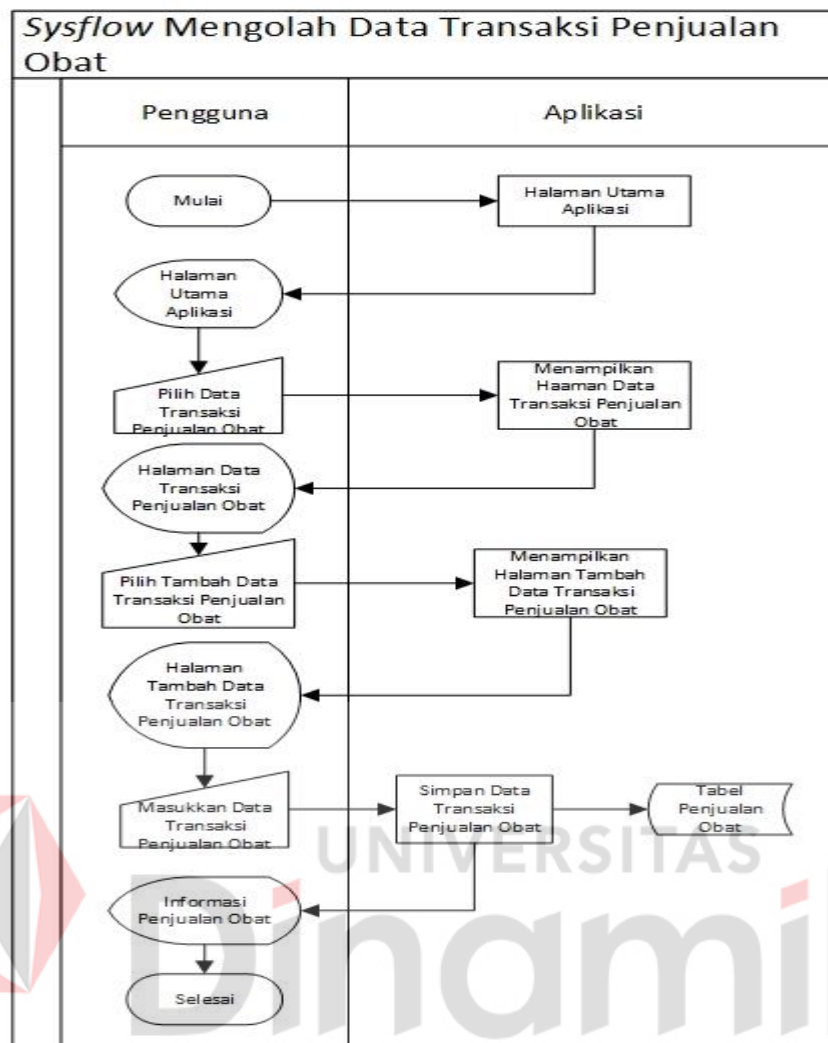 Sysflow Mengolah Data Transaksi Penjualan
Obat
Pengguna
Aplikasi
Mulai
Halaman Utama
Aplikasi
Halaman
Utama
Aplikasi
Pilih Data
Transaksi
Penjualan Obat
Menampilkan
Haaman Data
Transaksi Penjualan
Obat
Halaman Data
Transaksi
Penjualan Obat
Pilih Tambah Data
Transaksi Penjualan
Obat
Menampilkan
Halaman Tambah
Data Transaksi
Penjualan Obat
Halaman
Tambah Data
Transaksi
Penjualan Obat
Masukkan Data
Transaksi
Penjualan Obat
Simpan Data
Transaksi
Penjualan Obat
Tabel
Penjualan
Obat
Informasi
Penjualan Obat
Selesai
UNIVERSITAS